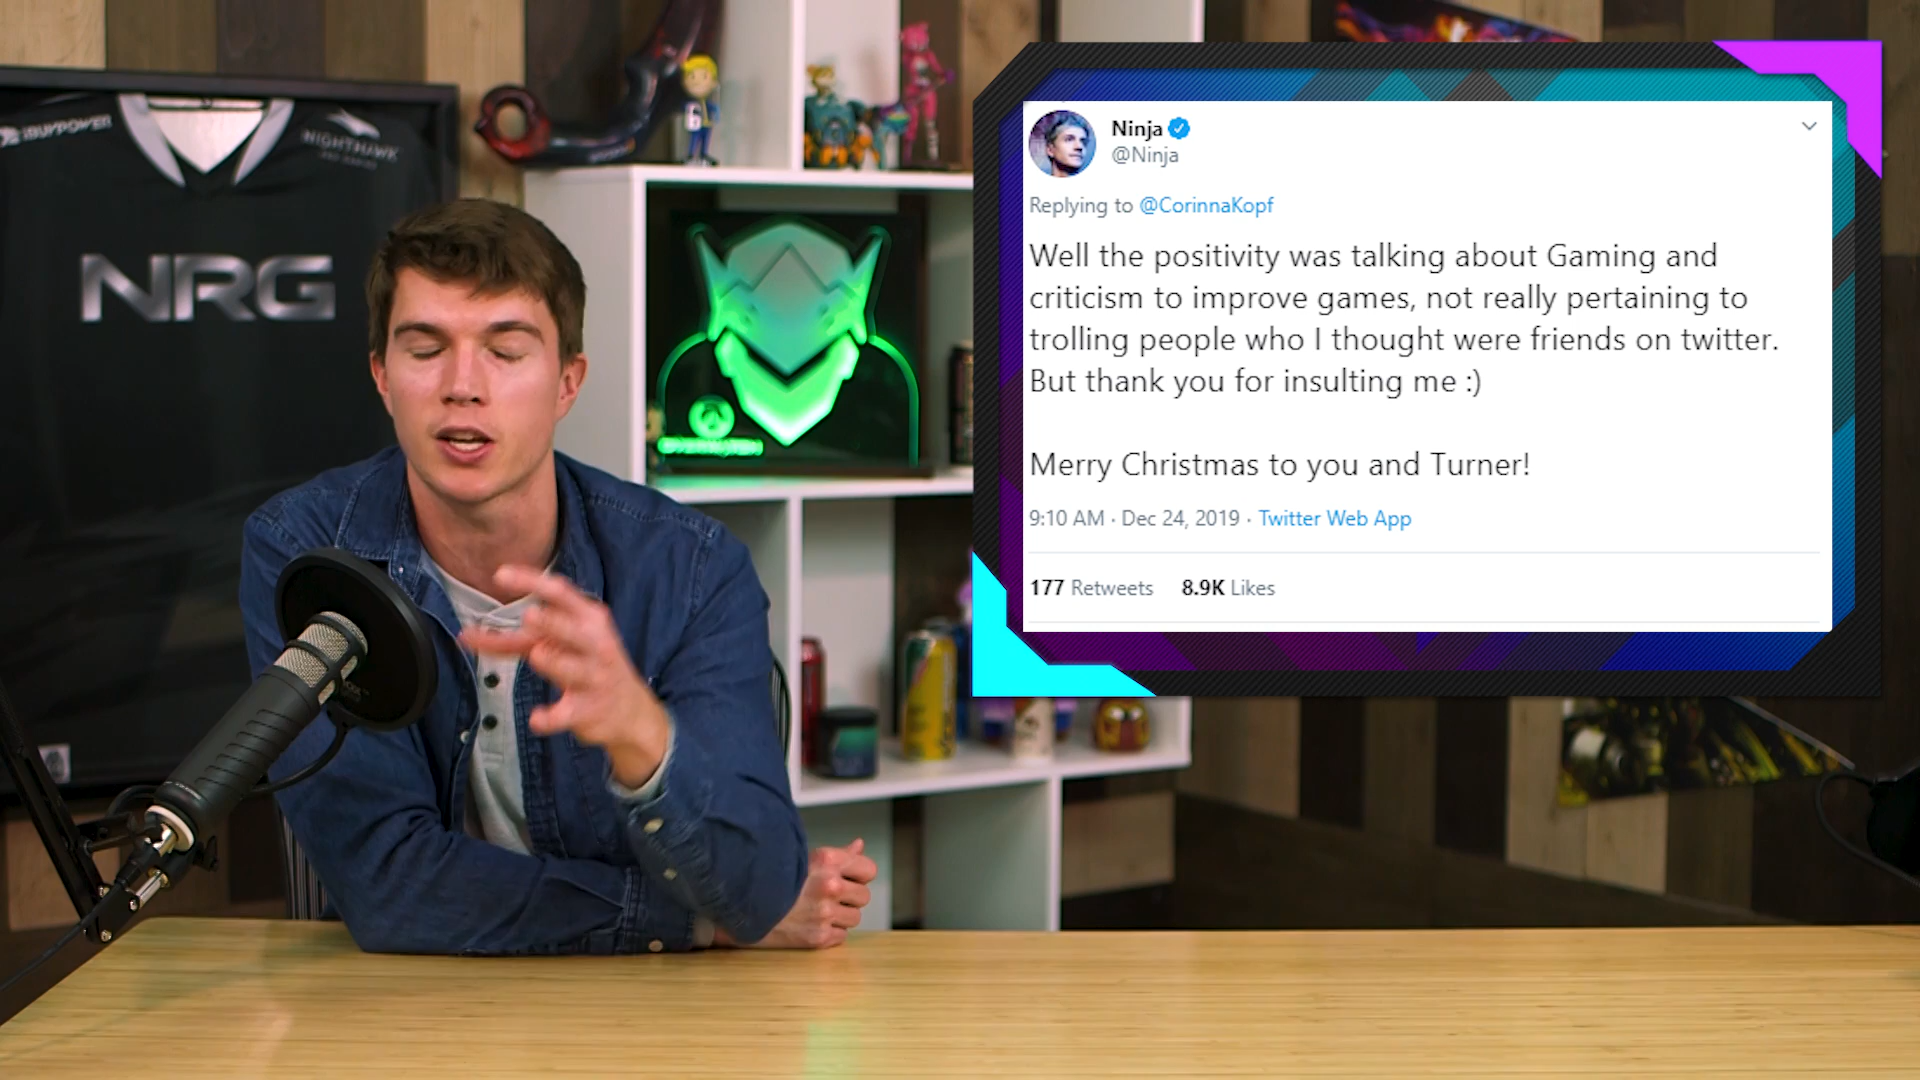 iBUYPOWER
NIGHTHAWK
NRG
Ninja
@Ninja
Replying to @CorinnaKopf
Well the positivity was talking about Gaming and
criticism to improve games, not really pertaining to
trolling people who I thought were friends on twitter.
But thank you for insulting me :)
Merry Christmas to you and Turner!
9:10 AM · Dec 24, 2019 · Twitter Web App
177 Retweets 8.9K Likes
OVERWATCH